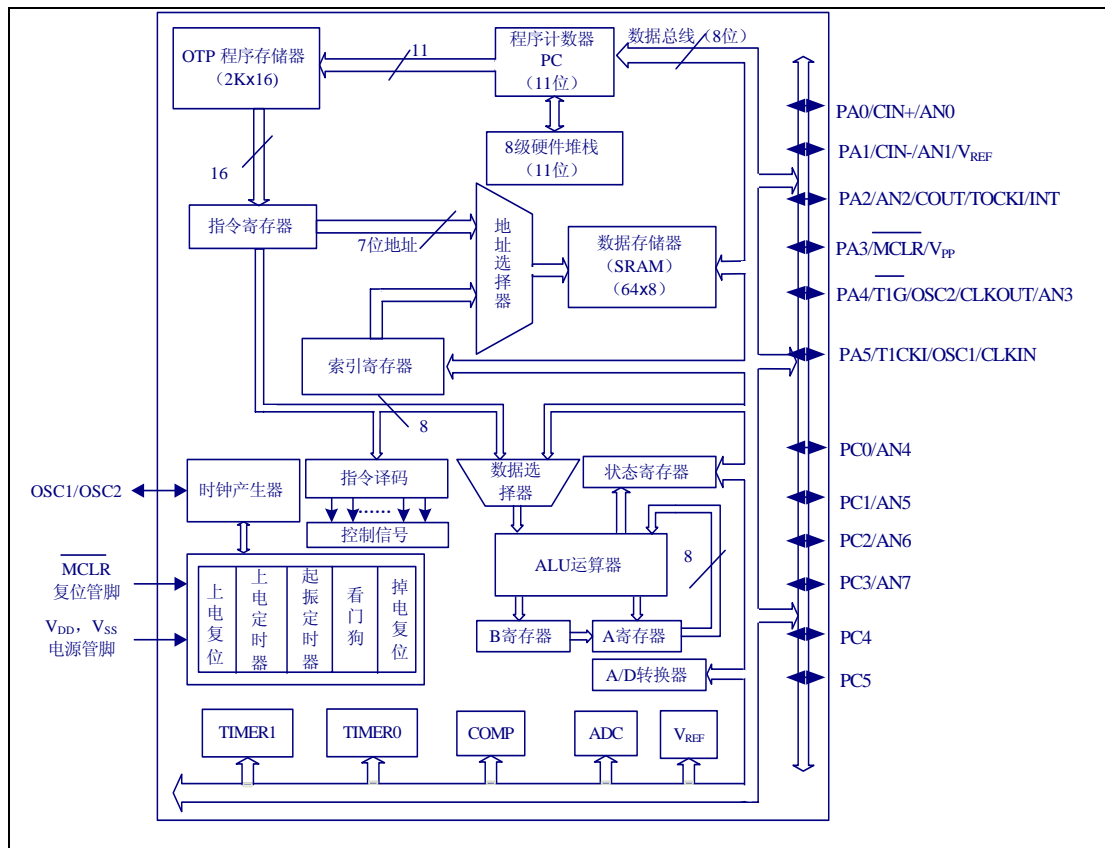 OTP 程序存储器
（2Kx16)
11
程序计数器
PC
(11位)
数据总线（8位）
8级硬件堆栈
(11位)
16
指令寄存器
7位地址
地址选择器
数据存储器
（SRAM）
（64x8）
索引寄存器
8
PA0/CIN+/AN0
PA1/CIN-/AN1/VREF
PA2/AN2/COUT/TOCKI/INT
PA3/MCLR/VPP
PA4/T1G/OSC2/CLKOUT/AN3
PA5/T1CKI/OSC1/CLKIN
PC0/AN4
PC1/AN5
PC2/AN6
PC3/AN7
PC4
PC5
OSC1/OSC2
时钟产生器
指令译码
······
控制信号
数据选
择器
状态寄存器
ALU运算器
8
B寄存器
A寄存器
A/D转换器
MCLR
复位管脚
VDD，VSS
电源管脚
上电复位
上电定时器
起振定时器
看门狗
掉电复位
TIMER1
TIMER0
COMP
ADC
VREF